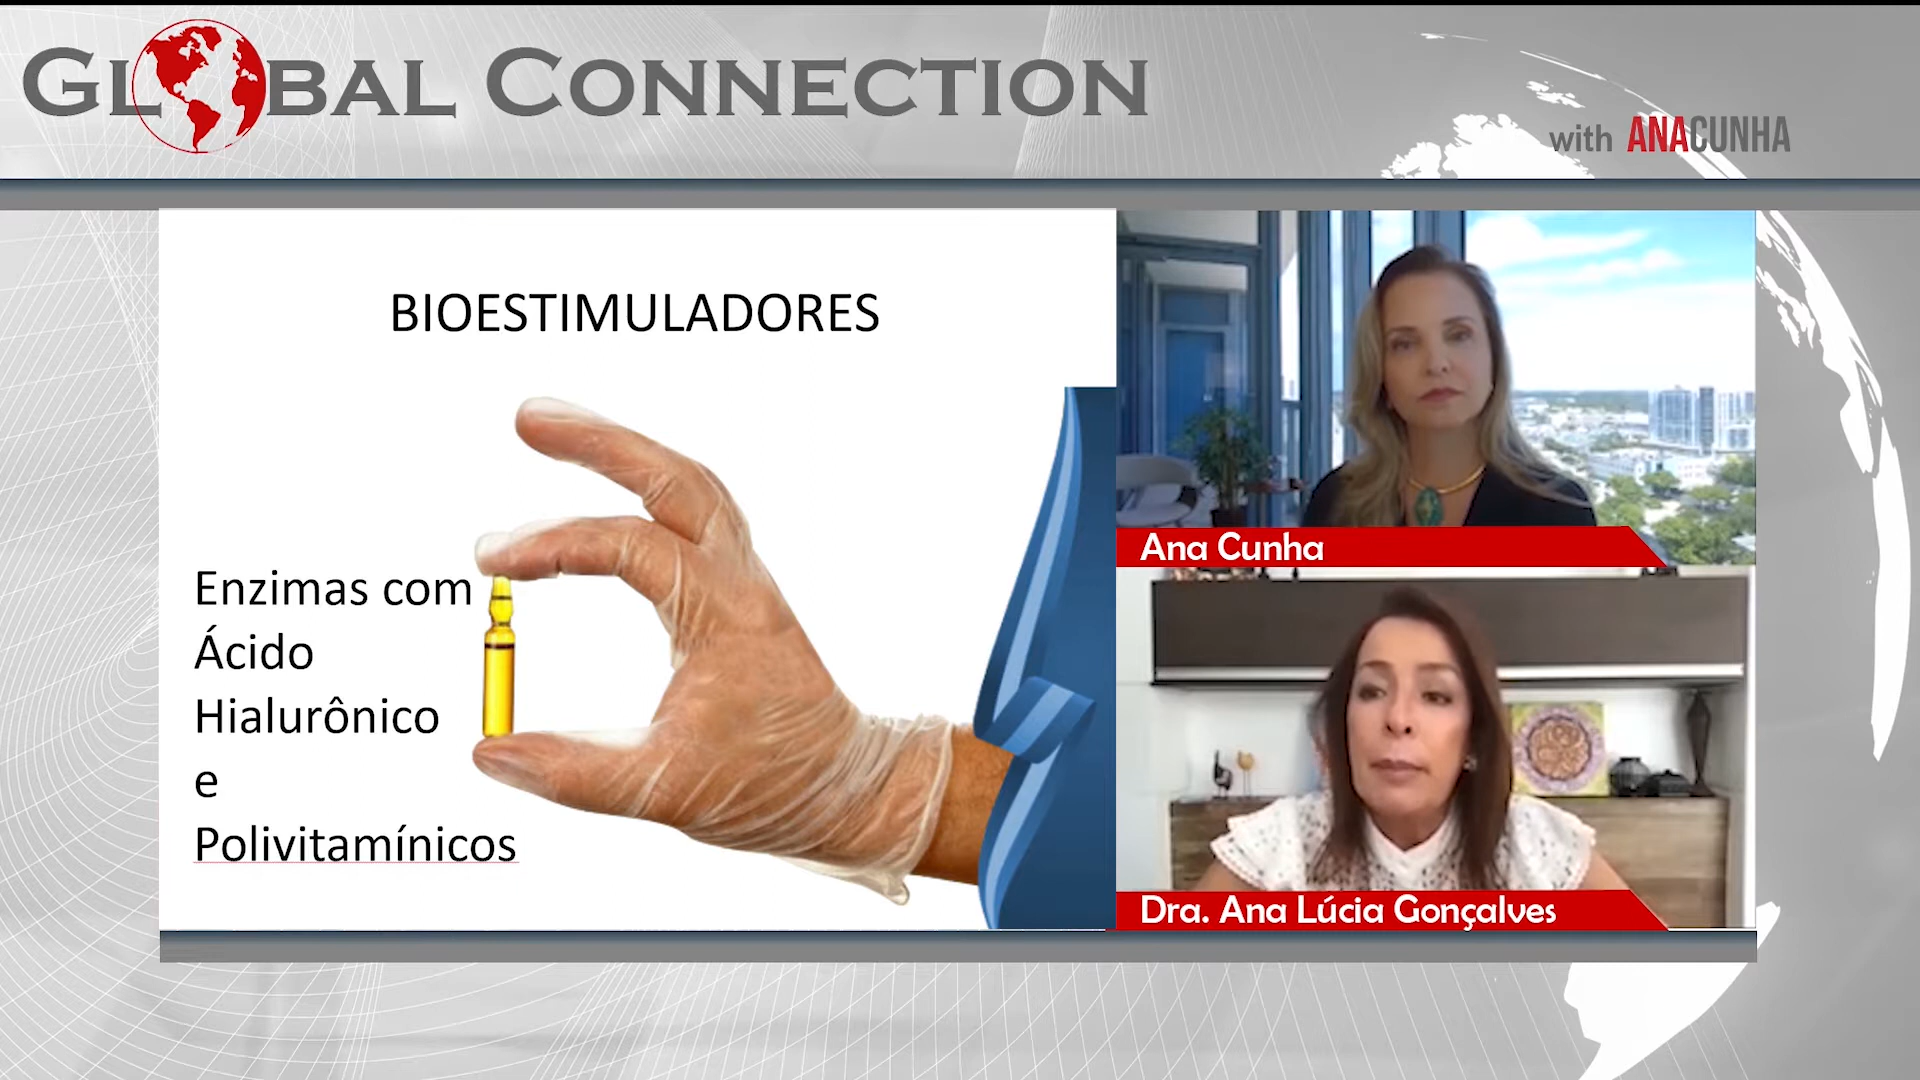 GLOBAL CONNECTION
with ANACUNHA
BIOESTIMULADORES
Enzimas com
Ácido
Hialurônico
e
Polivitamínicos
Ana Cunha
Dra. Ana Lúcia Gonçalves